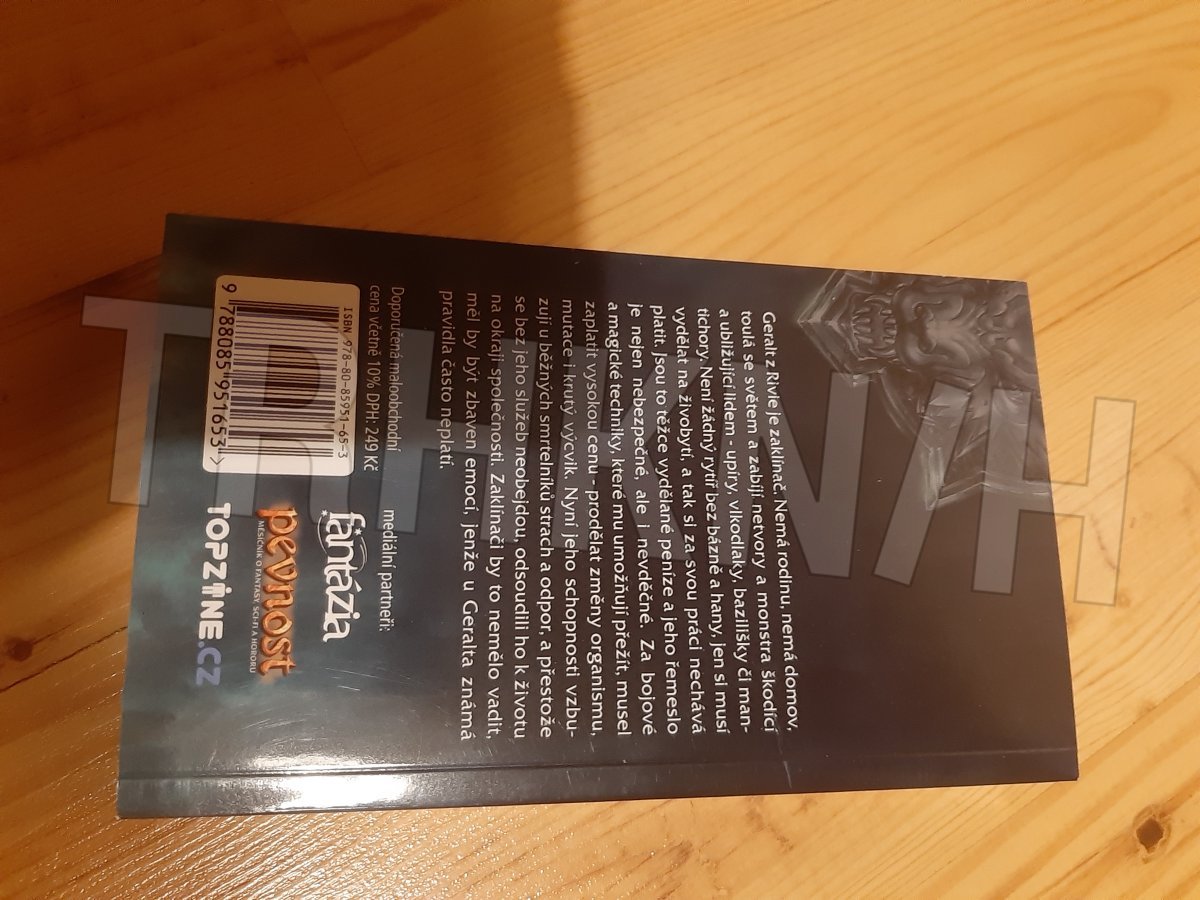 Geralt z Rivie je zaklínač. Nemá rodinu, nemá domov,
toulá se světem a zabíjí netvory a monstra škodící
a ubližující lidem - upíry, vlkodlaky, bazilišky či man-
tichory. Není žádný rytíř bez bázně a hany, jen si musí
vydělat na živobytí, a tak si za svou práci nechává
platit. Jsou to těžce vydělané peníze a jeho řemeslo
je nejen nebezpečné, ale i nevděčné. Za bojové
a magické techniky, které mu umožňují přežít, musel
zaplatit vysokou cenu - prodělat změny organismu,
mutace i krutý výcvik. Nyní jeho schopnosti vzbu-
zují u běžných smrtelníků strach a odpor, a přestože
se bez jeho služeb neobejdou, odsoudili ho k životu
na okraji společnosti. Zaklínači by to nemělo vadit,
měl by být zbaven emocí, jenže u Geralta známá
pravidla často neplatí.
Doporučená maloobchodní
cena včetně 10% DPH: 249 Kč
ISBN 978-80-85951-65-3
9 788085 951653 >
mediální partneři:
fantázia
pevnost
MĚSÍČNÍK O FANTASY, SCI-FI A HORORU
TOPZINE.CZ
TRHKNIH